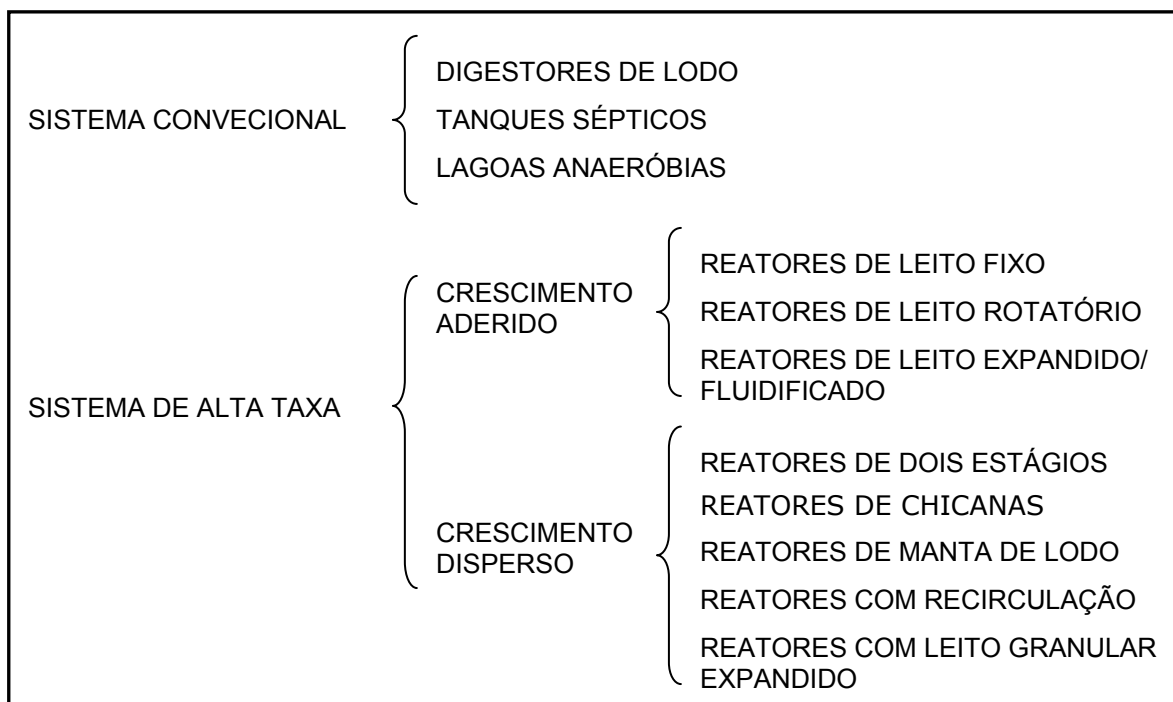 SISTEMA CONVECIONAL
DIGESTORES DE LODO
TANQUES SÉPTICOS
LAGOAS ANAERÓBIAS
SISTEMA DE ALTA TAXA
CRESCIMENTO
ADERIDO
REATORES DE LEITO FIXO
REATORES DE LEITO ROTATÓRIO
REATORES DE LEITO EXPANDIDO/
FLUIDIFICADO
CRESCIMENTO
DISPERSO
REATORES DE DOIS ESTÁGIOS
REATORES DE CHICANAS
REATORES DE MANTA DE LODO
REATORES COM RECIRCULAÇÃO
REATORES COM LEITO GRANULAR
EXPANDIDO